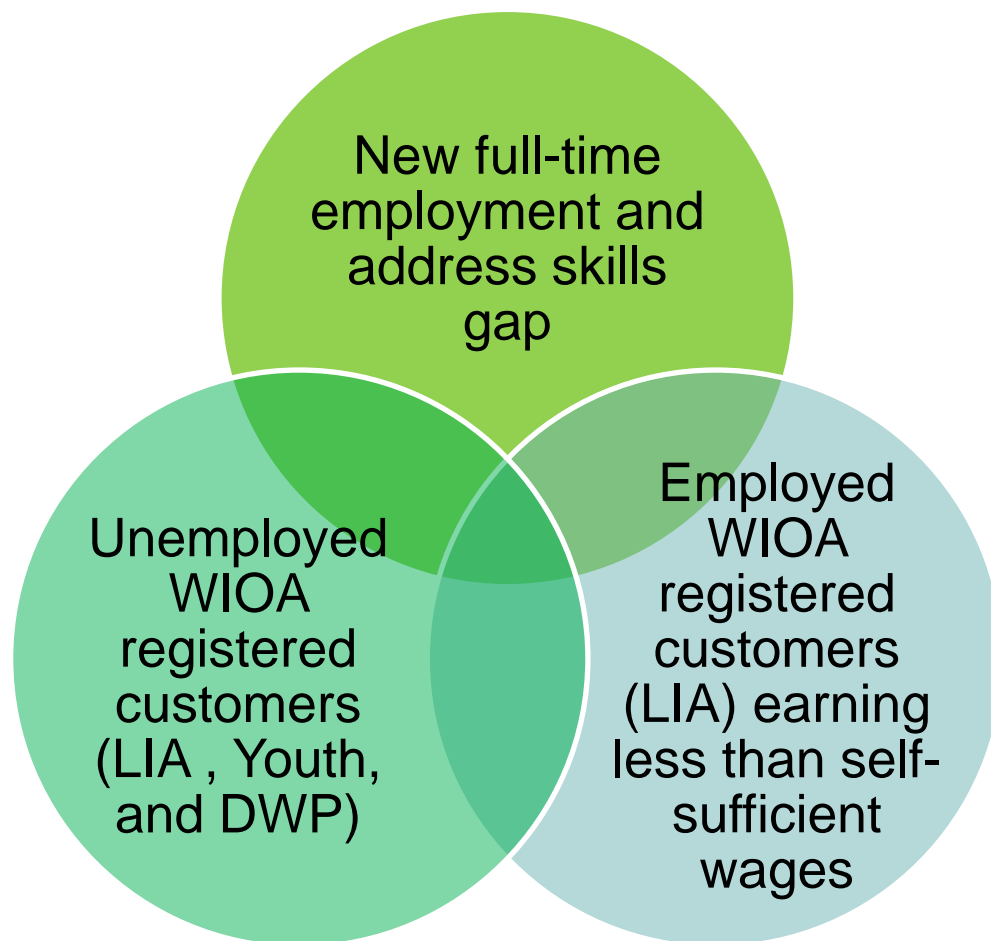 New full-time
employment and
address skills
gap
Unemployed
WIOA
registered
customers
(LIA , Youth,
and DWP)
Employed
WIOA
registered
customers
(LIA) earning
less than self-
sufficient
wages